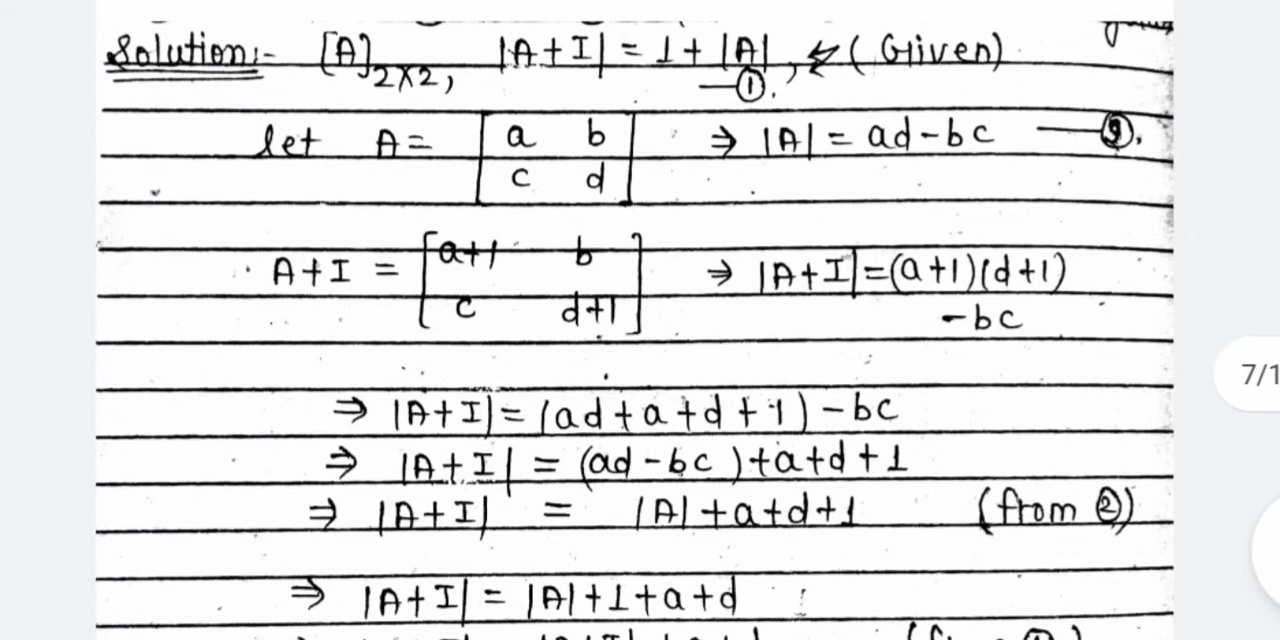 Solution:- [A]2×2, |A+I| = 1+ |A|, (Given)
—①.
let A = a b ⇒ |A| = ad-bc —②.
c d
A+I = [a+1 b ⇒ |A+I| = (a+1)(d+1)
c d+1] -bc
⇒ |A+I| = (ad+a+d+1) -bc
⇒ |A+I| = (ad-bc)+a+d+1
⇒ |A+I| = |A|+a+d+1 (from ②)
⇒ |A+I| = |A|+1+a+d
7/1